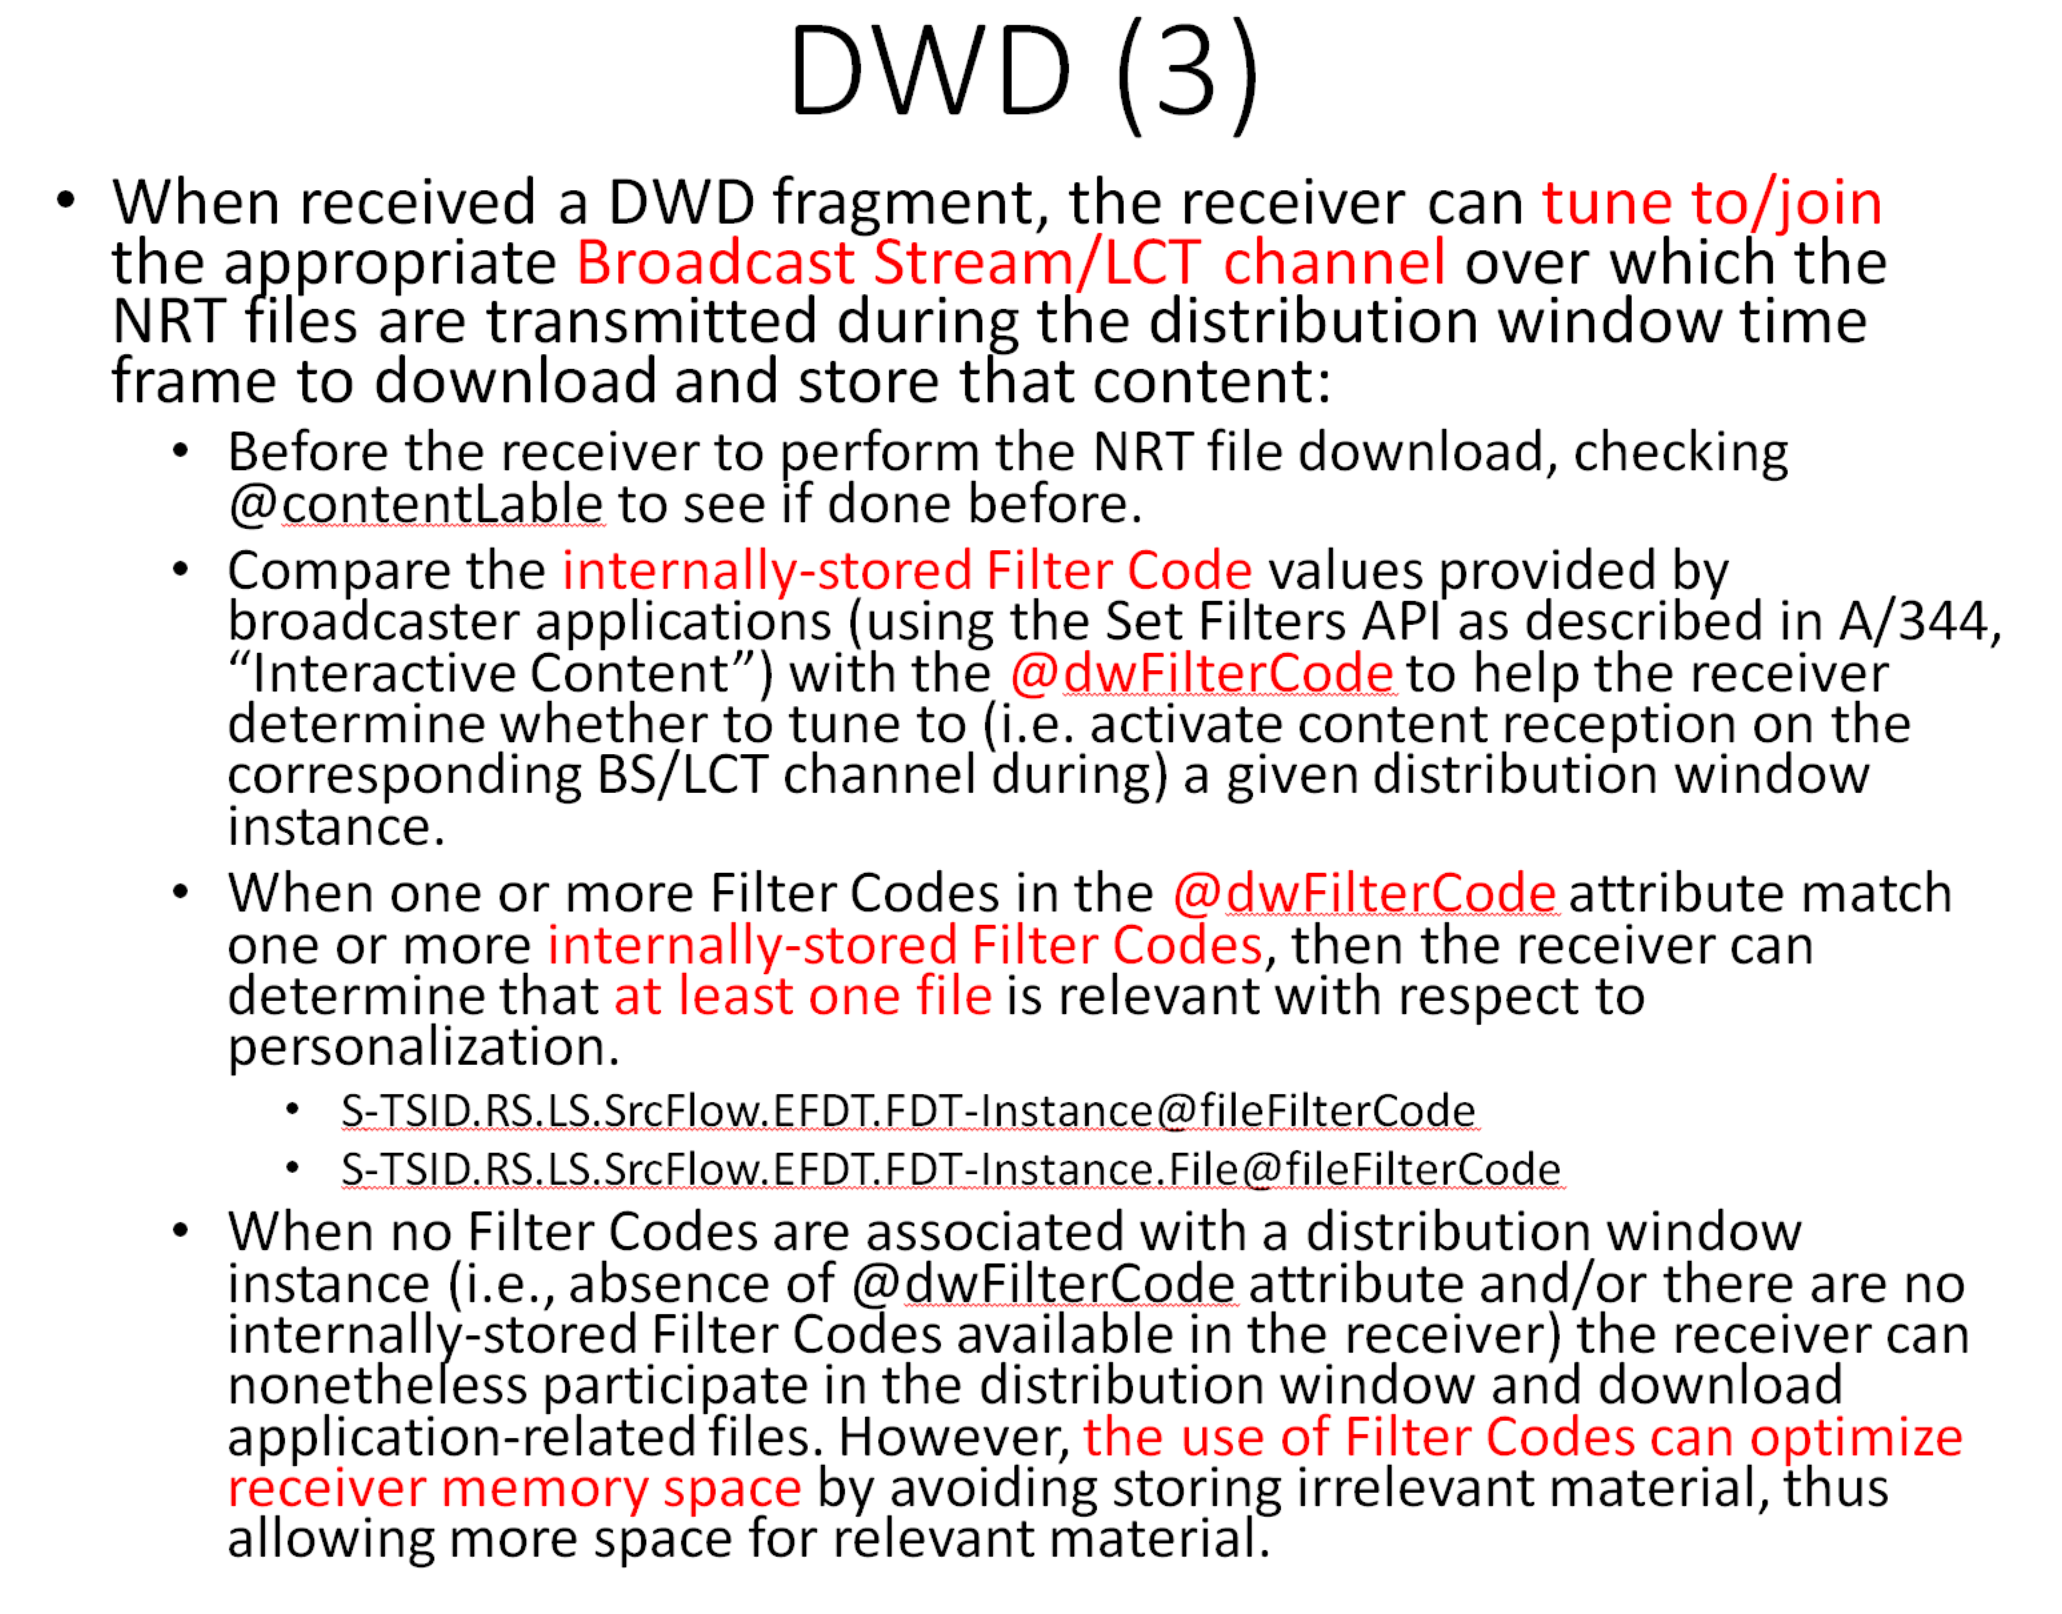 DWD (3)
• When received a DWD fragment, the receiver can tune to/join
the appropriate Broadcast Stream/LCT channel over which the
NRT files are transmitted during the distribution window time
frame to download and store that content:
• Before the receiver to perform the NRT file download, checking
@contentLable to see if done before.
• Compare the internally-stored Filter Code values provided by
broadcaster applications (using the Set Filters API as described in A/344,
“Interactive Content”) with the @dwFilterCode to help the receiver
determine whether to tune to (i.e. activate content reception on the
corresponding BS/LCT channel during) a given distribution window
instance.
• When one or more Filter Codes in the @dwFilterCode attribute match
one or more internally-stored Filter Codes, then the receiver can
determine that at least one file is relevant with respect to
personalization.
• S-TSID.RS.LS.SrcFlow.EFDT.FDT-Instance@fileFilterCode
• S-TSID.RS.LS.SrcFlow.EFDT.FDT-Instance.File@fileFilterCode
• When no Filter Codes are associated with a distribution window
instance (i.e., absence of @dwFilterCode attribute and/or there are no
internally-stored Filter Codes available in the receiver) the receiver can
nonetheless participate in the distribution window and download
application-related files. However, the use of Filter Codes can optimize
receiver memory space by avoiding storing irrelevant material, thus
allowing more space for relevant material.